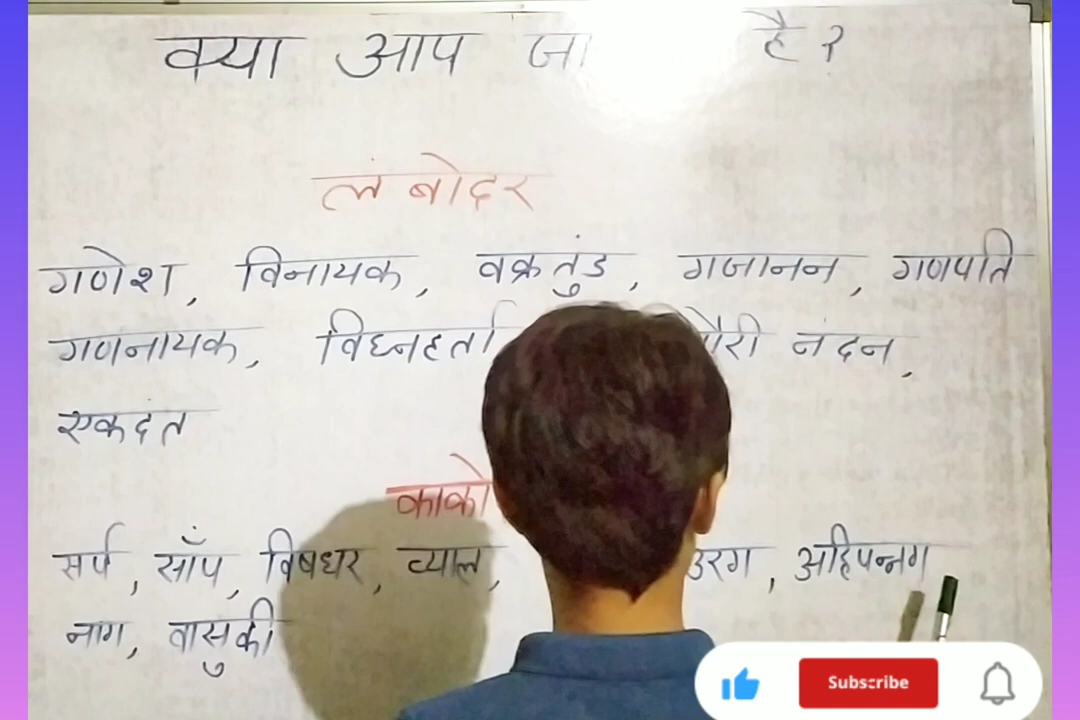 क्या आप जा है?
लंबोदर
गणेश, विनायक, वक्रतुंड, गजानन, गणपति
गणनायक, विघ्नहर्ता गौरी नंदन,
एकदंत
काको
सर्प, साँप, विषधर, व्याल, उरग, अहिपन्नग
नाग, वासुकी
Subscribe